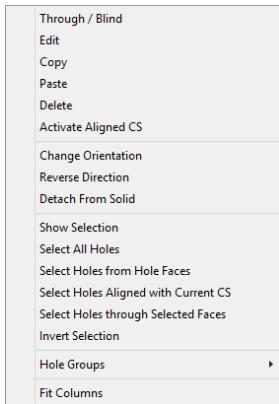 Through / Blind
Edit
Copy
Paste
Delete
Activate Aligned CS
Change Orientation
Reverse Direction
Detach From Solid
Show Selection
Select All Holes
Select Holes from Hole Faces
Select Holes Aligned with Current CS
Select Holes through Selected Faces
Invert Selection
Hole Groups
Fit Columns